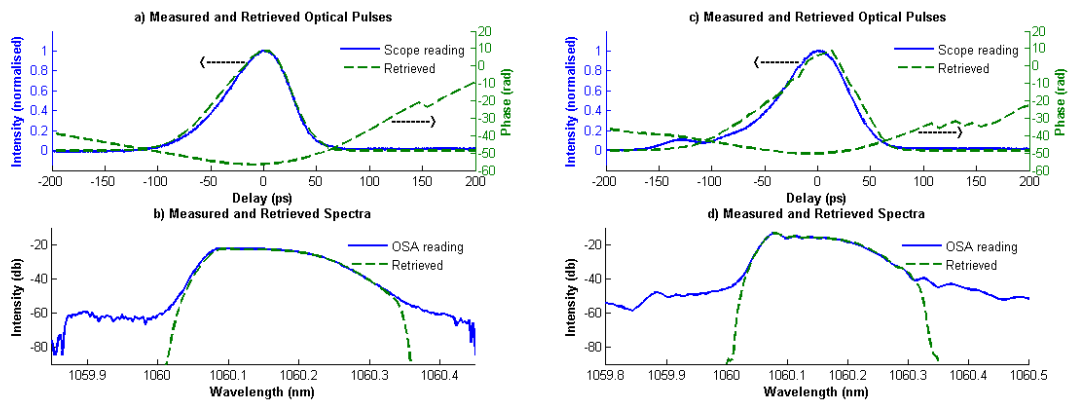 a) Measured and Retrieved Optical Pulses
Intensity (normalised)
1
0.8
0.6
0.4
0.2
0
Scope reading
Retrieved
20
10
0
-10
-20
-30
-40
-50
-60
Phase (rad)
-200 -150 -100 -50 0 50 100 150 200
Delay (ps)
b) Measured and Retrieved Spectra
Intensity (db)
-20
-40
-60
-80
OSA reading
Retrieved
1059.9 1060 1060.1 1060.2 1060.3 1060.4
Wavelength (nm)
c) Measured and Retrieved Optical Pulses
Intensity (normalised)
1
0.8
0.6
0.4
0.2
0
Scope reading
Retrieved
20
10
0
-10
-20
-30
-40
-50
-60
Phase (rad)
-200 -150 -100 -50 0 50 100 150 200
Delay (ps)
d) Measured and Retrieved Spectra
Intensity (db)
-20
-40
-60
-80
OSA reading
Retrieved
1059.8 1059.9 1060 1060.1 1060.2 1060.3 1060.4 1060.5
Wavelength (nm)